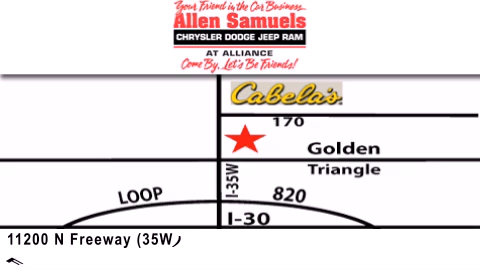 Your Friend in the Car Business
Allen Samuels
CHRYSLER DODGE JEEP RAM
AT ALLIANCE
Come By, Let's Be Friends!
Cabela's
170
Golden
Triangle
I-35W
LOOP 820
I-30
11200 N Freeway (35W)